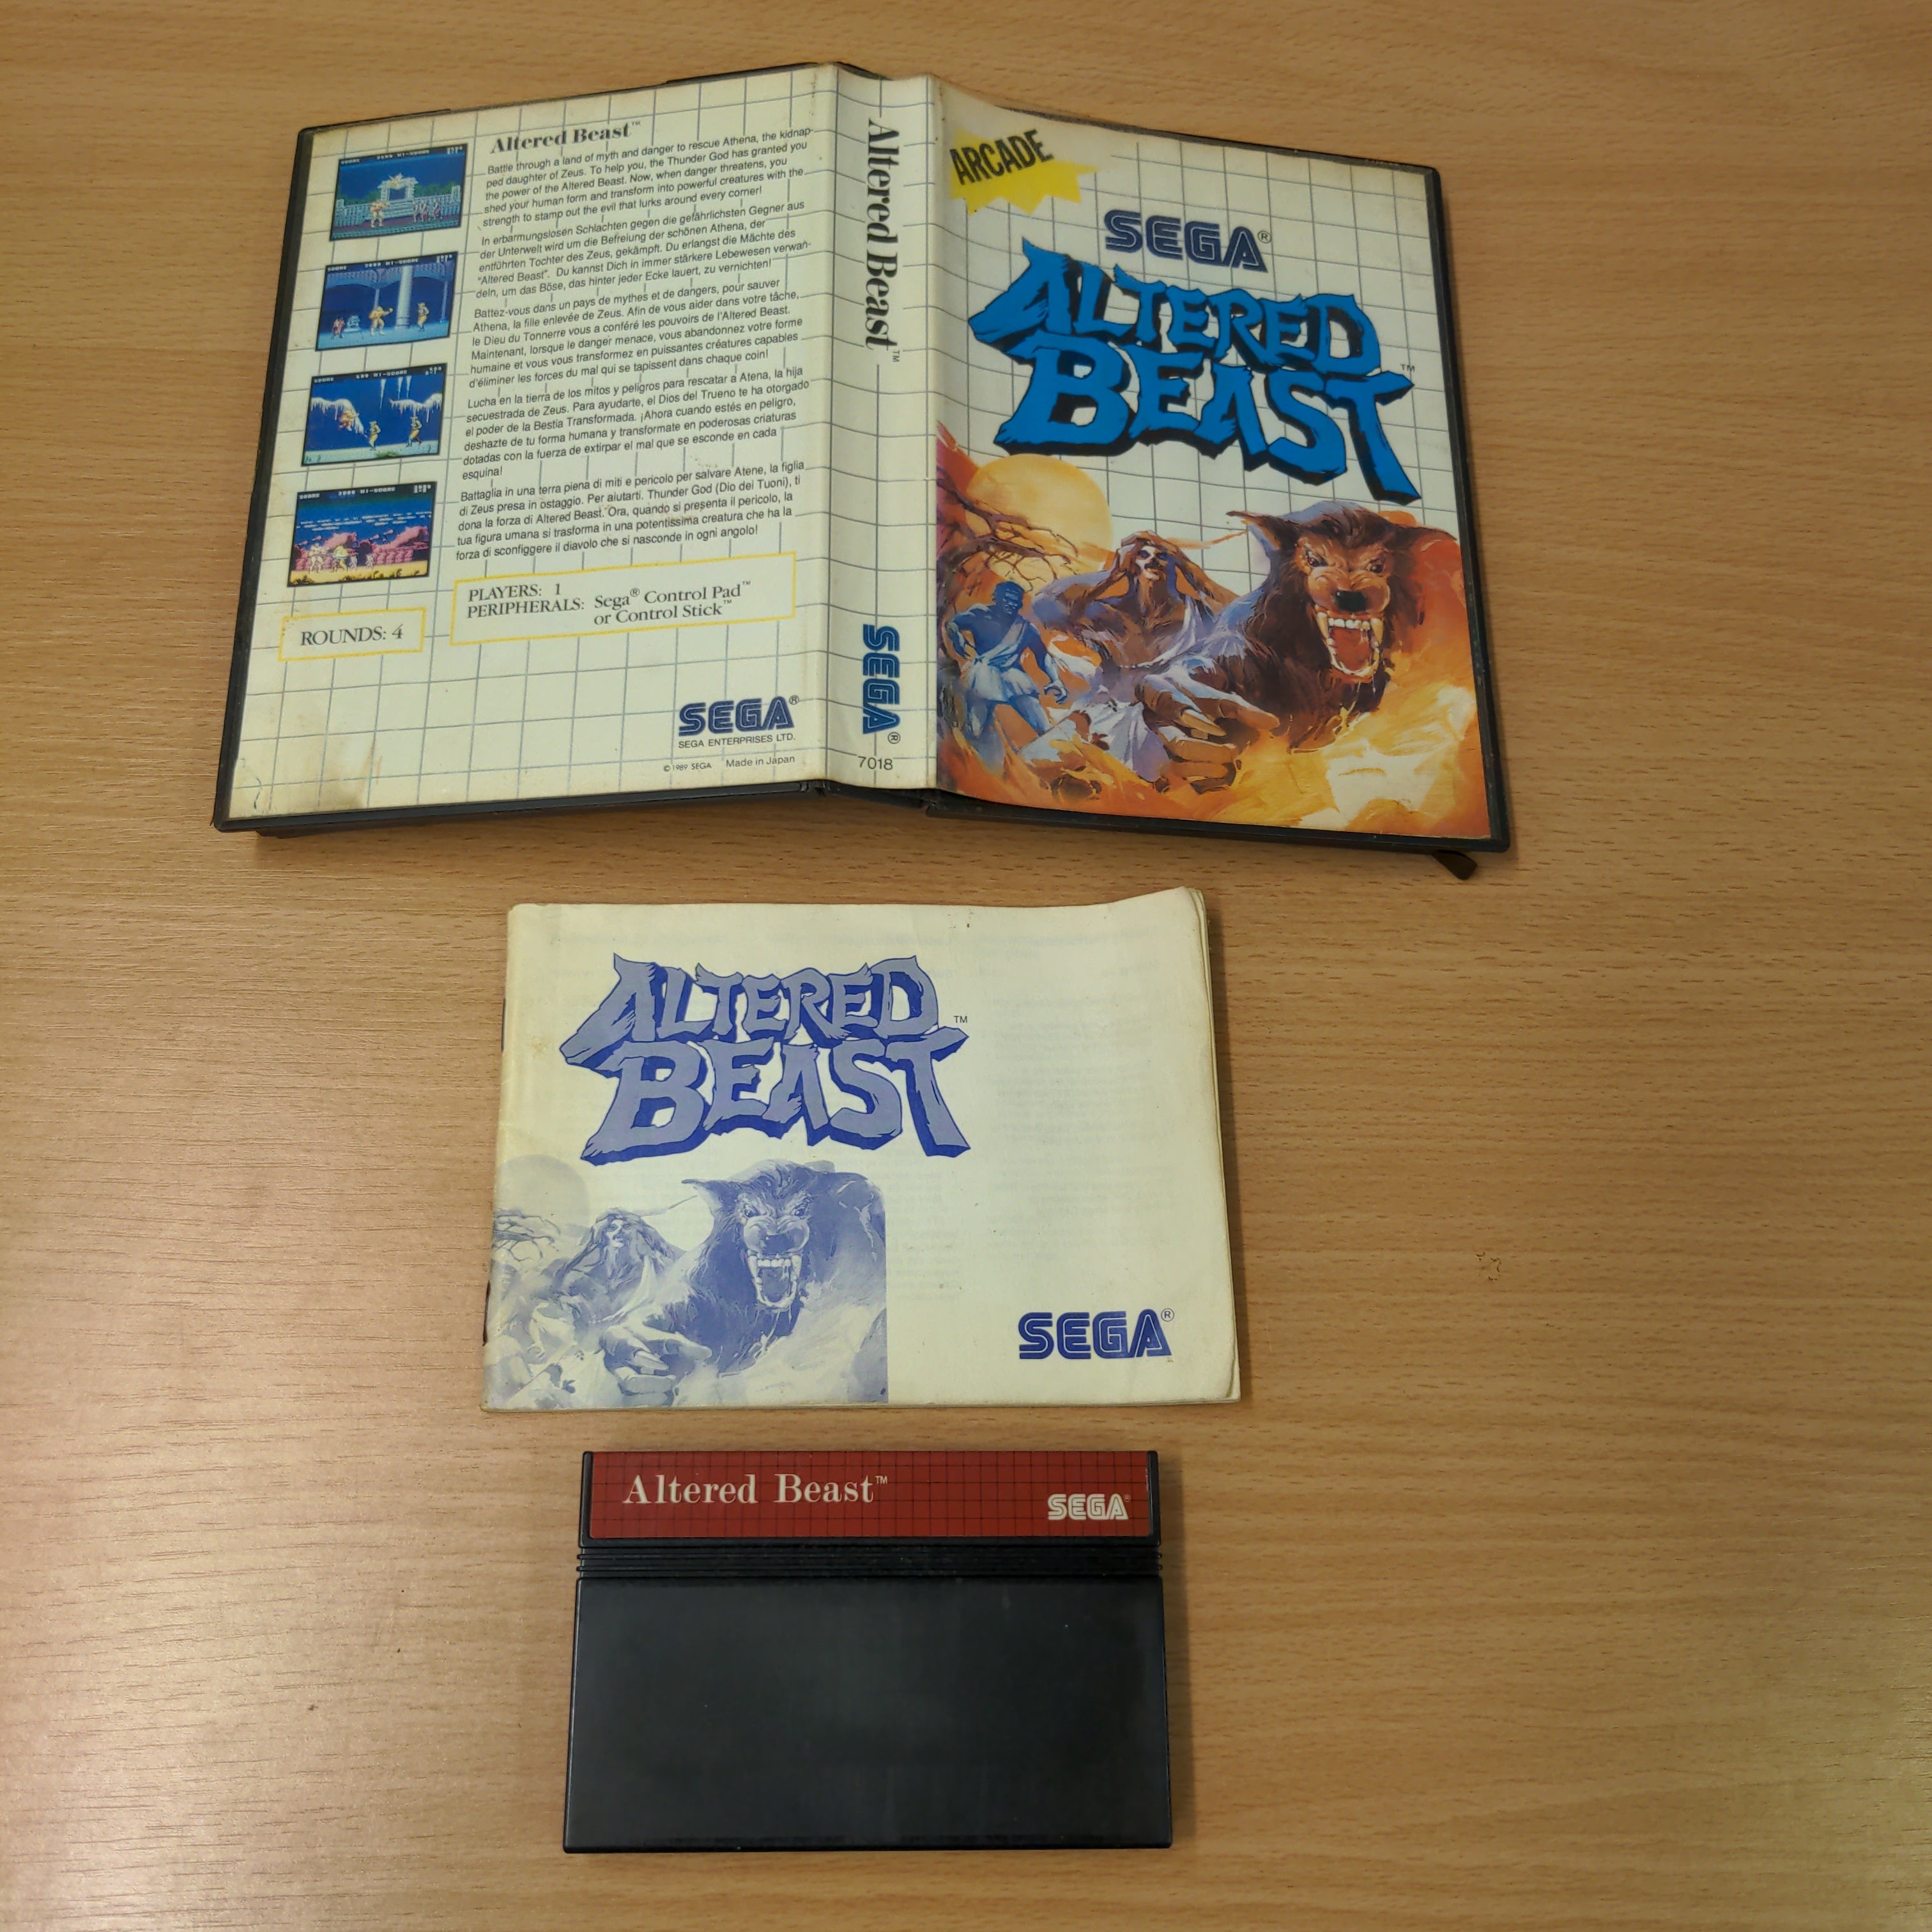 Altered Beast™
Battle through a land of myth and danger to rescue Athena, the kidnap-
ped daughter of Zeus. To help you, the Thunder God has granted you
the power of the Altered Beast. Now, when danger threatens, you
shed your human form and transform into powerful creatures with the
strength to stamp out the evil that lurks around every corner!
In erbarmungslosen Schlachten gegen die gefährlichsten Gegner aus
der Unterwelt wird um die Befreiung der schönen Athena, der
entführten Tochter des Zeus, gekämpft. Du erlangst die Mächte des
"Altered Beast". Du kannst Dich in immer stärkere Lebewesen verwan-
deln, um das Böse, das hinter jeder Ecke lauert, zu vernichten!
Battez-vous dans un pays de mythes et de dangers, pour sauver
Athena, la fille enlevée de Zeus. Afin de vous aider dans votre tâche,
le Dieu du Tonnerre vous a conféré les pouvoirs de l'Altered Beast.
Maintenant, lorsque le danger menace, vous abandonnez votre forme
humaine et vous vous transformez en puissantes créatures capables
d'éliminer les forces du mal qui se tapissent dans chaque coin!
Lucha en la tierra de los mitos y peligros para rescatar a Atena, la hija
secuestrada de Zeus. Para ayudarte, el Dios del Trueno te ha otorgado
el poder de la Bestia Transformada. ¡Ahora cuando estés en peligro,
deshazte de tu forma humana y transformate en poderosas criaturas
dotadas con la fuerza de extirpar el mal que se esconde en cada
esquina!
Battaglia in una terra piena di miti e pericolo per salvare Atene, la figlia
di Zeus presa in ostaggio. Per aiutarti. Thunder God (Dio dei Tuoni), ti
dona la forza di Altered Beast. Ora, quando si presenta il pericolo, la
tua figura umana si trasforma in una potentissima creatura che ha la
forza di sconfiggere il diavolo che si nasconde in ogni angolo!
PLAYERS: 1
PERIPHERALS: Sega® Control Pad™
or Control Stick™
ROUNDS: 4
SEGA®
SEGA ENTERPRISES LTD.
© 1989 SEGA Made in Japan
Altered Beast™
SEGA®
7018
ARCADE
SEGA®
ALTERED
BEAST™
ALTERED
BEAST™
SEGA®
Altered Beast™
SEGA®